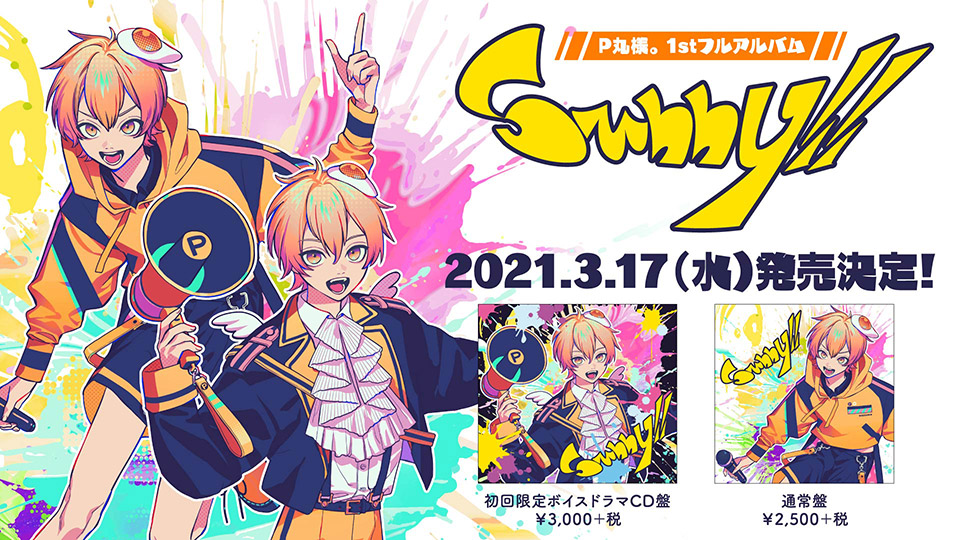 P丸様。1stフルアルバム
Sunny!!
2021.3.17(水)発売決定!
P
P
Sunny!!
Sunny!!
初回限定ボイスドラマCD盤
¥3,000+税
通常盤
¥2,500+税